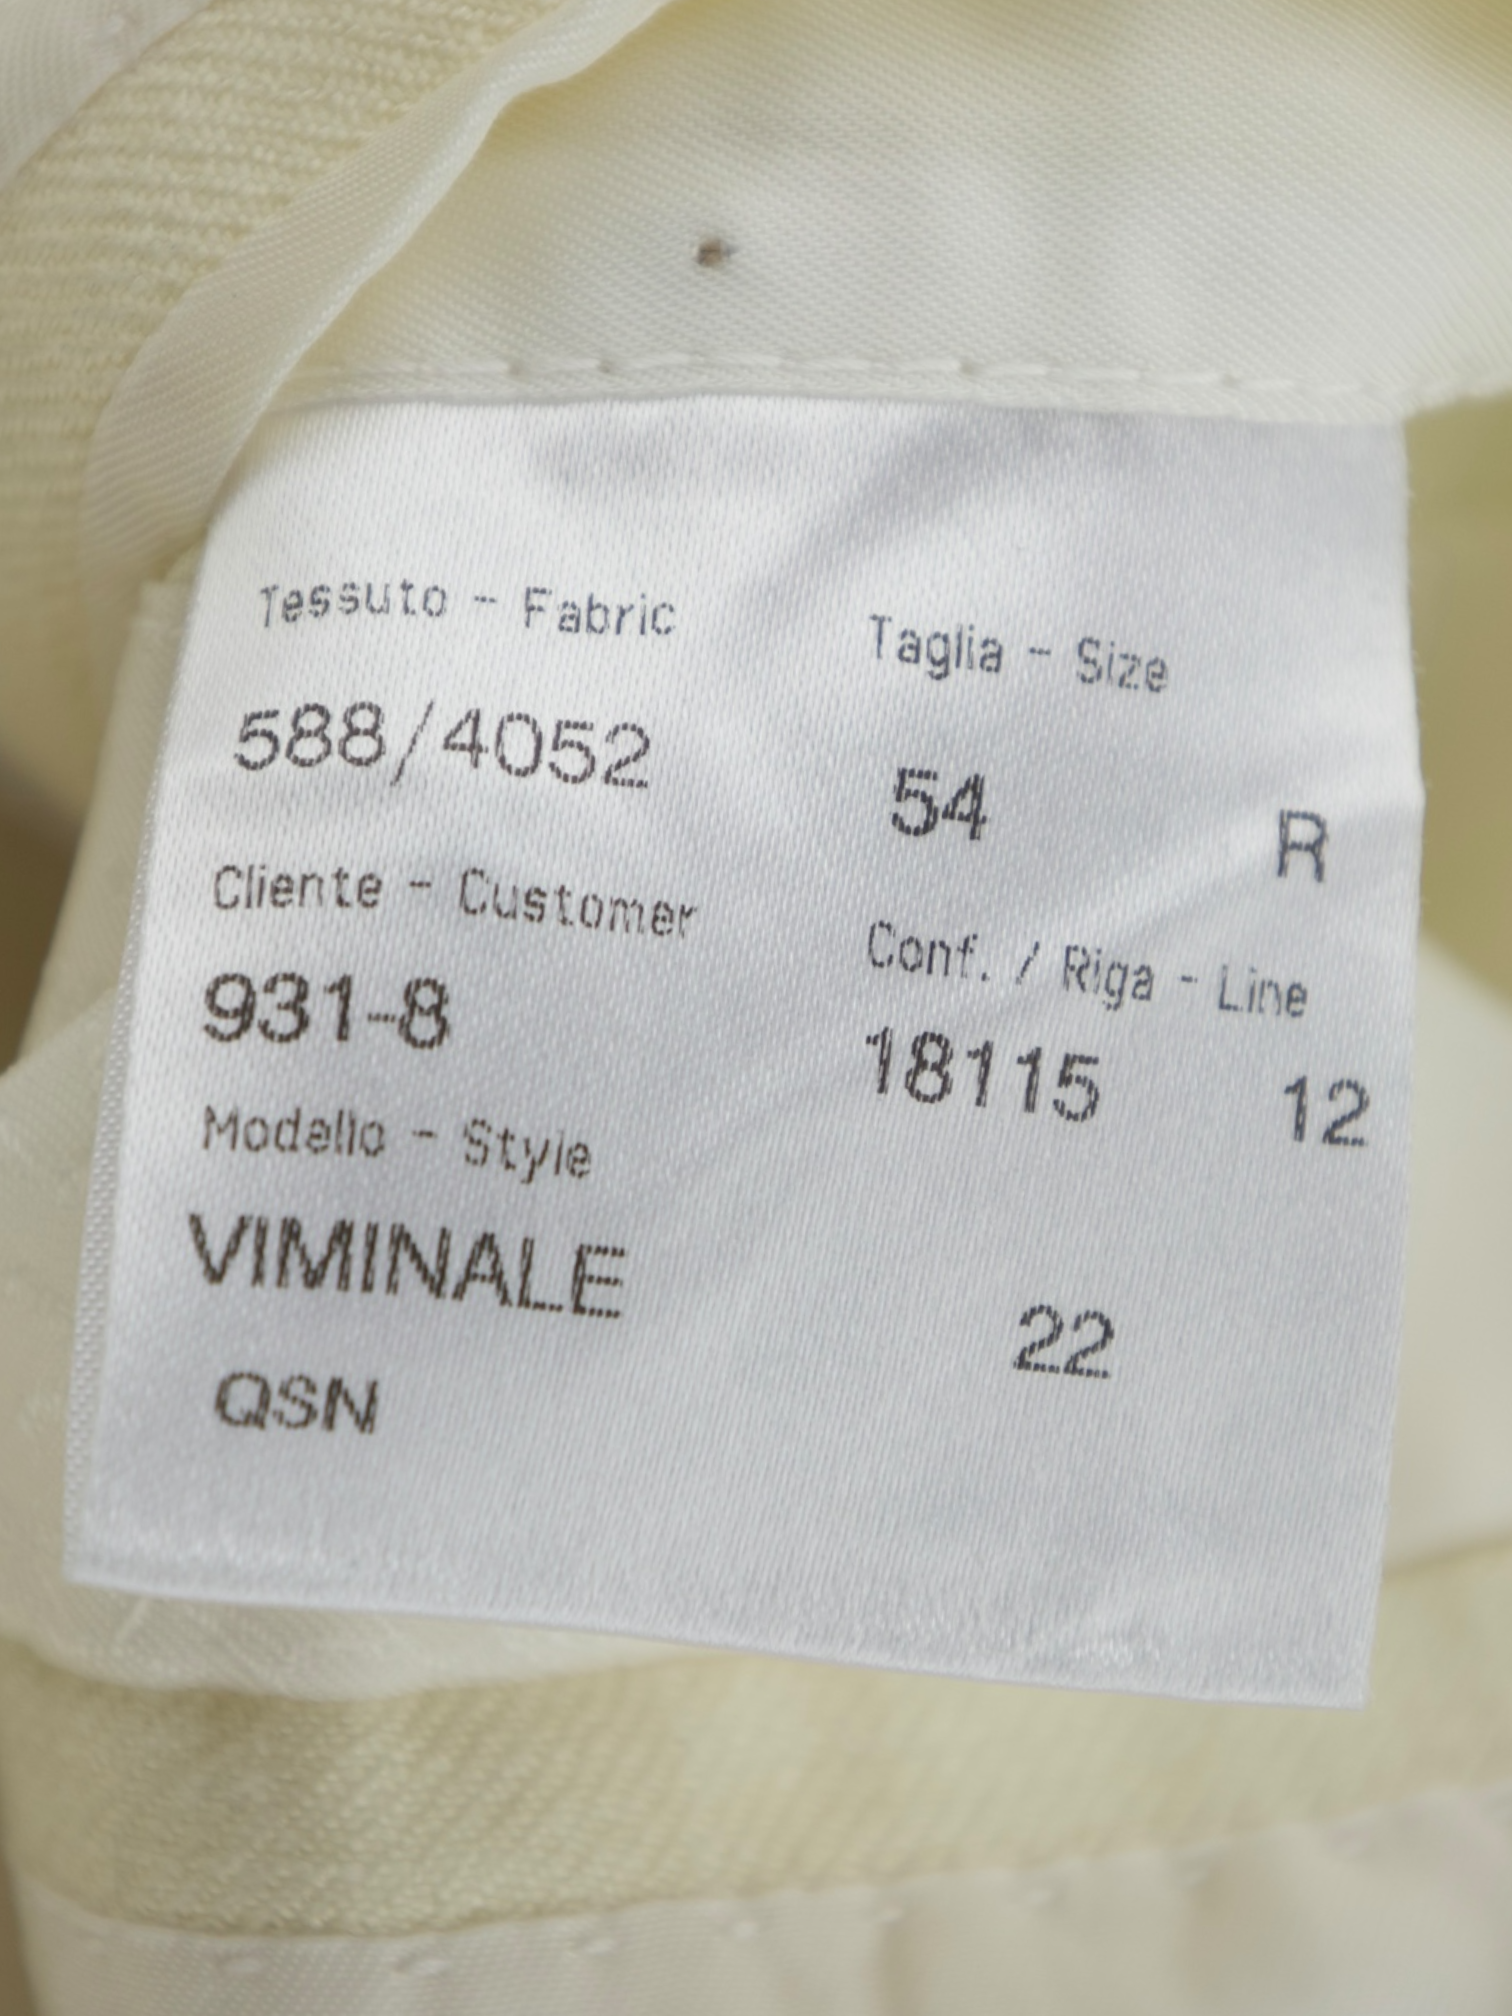 Tessuto - Fabric Taglia - Size
588/4052 54 R
Cliente - Customer Conf. / Riga - Line
931-8 18115 12
Modello - Style
VIMINALE 22
QSN